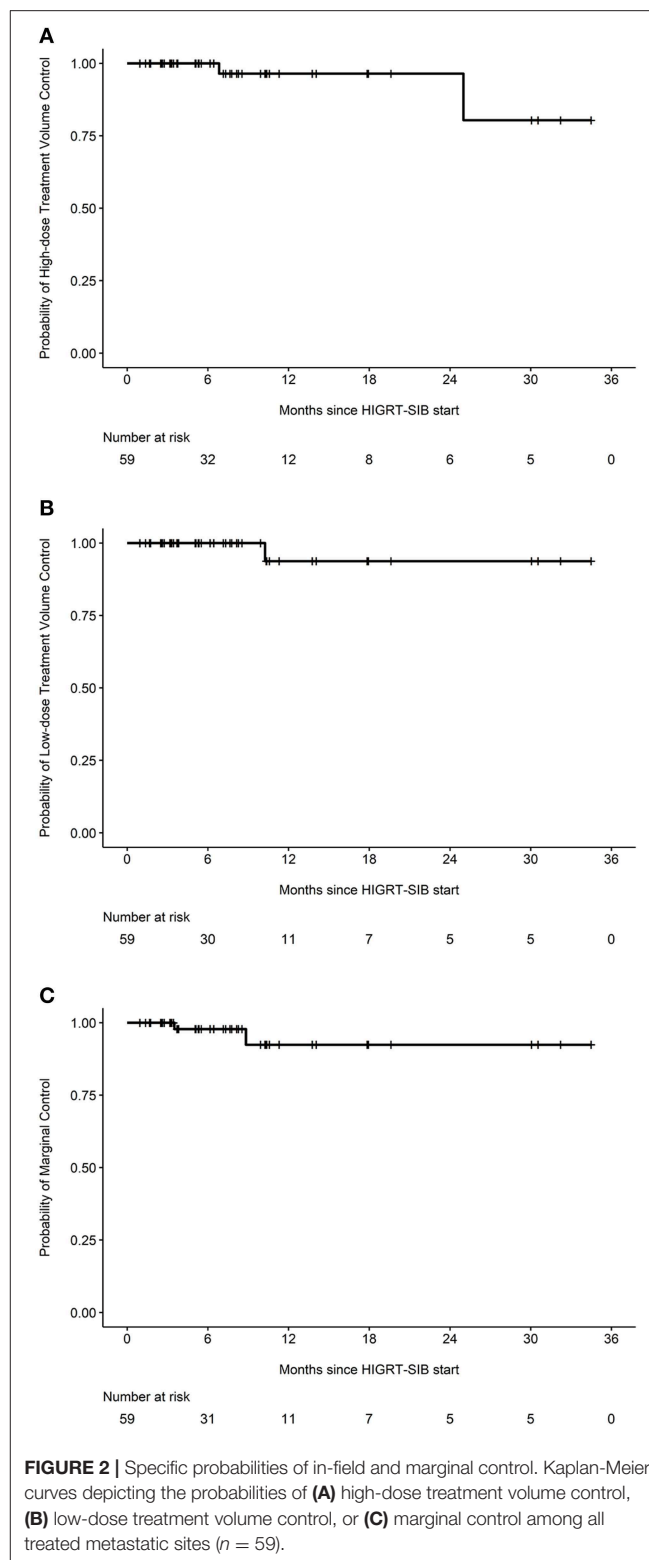 A
Probability of High-dose Treatment Volume Control
1.00
0.75
0.50
0.25
0.00
0 6 12 18 24 30 36
Months since HIGRT-SIB start
Number at risk
59 32 12 8 6 5 0
B
Probability of Low-dose Treatment Volume Control
1.00
0.75
0.50
0.25
0.00
0 6 12 18 24 30 36
Months since HIGRT-SIB start
Number at risk
59 30 11 7 5 5 0
C
Probability of Marginal Control
1.00
0.75
0.50
0.25
0.00
0 6 12 18 24 30 36
Months since HIGRT-SIB start
Number at risk
59 31 11 7 5 5 0
FIGURE 2 | Specific probabilities of in-field and marginal control. Kaplan-Meier
curves depicting the probabilities of (A) high-dose treatment volume control,
(B) low-dose treatment volume control, or (C) marginal control among all
treated metastatic sites (n = 59).